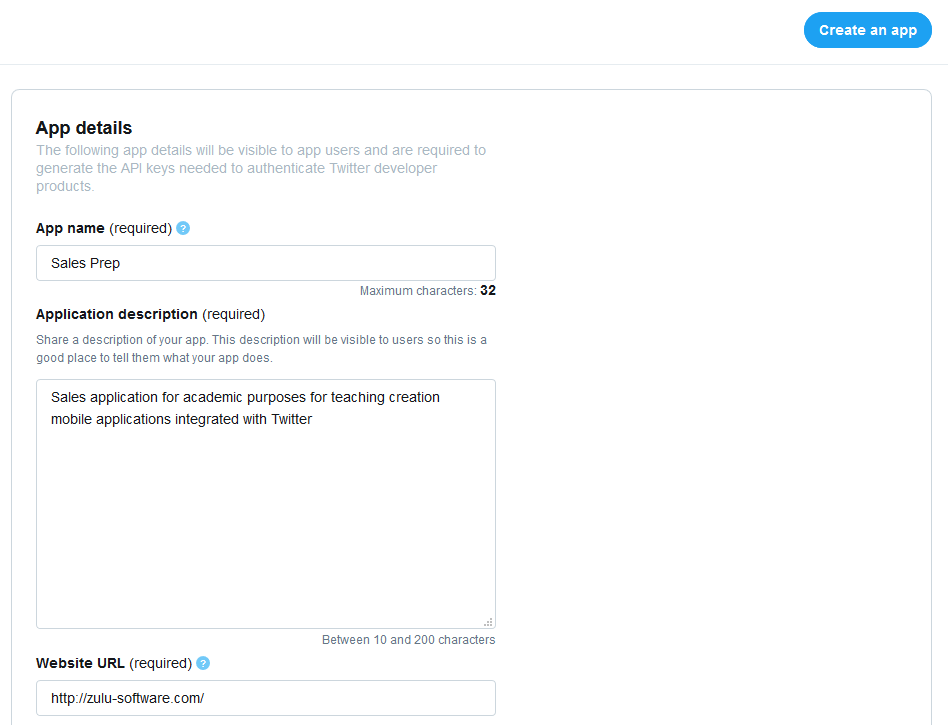 Create an app
App details
The following app details will be visible to app users and are required to
generate the API keys needed to authenticate Twitter developer
products.
App name (required) ?
Sales Prep
Maximum characters: 32
Application description (required)
Share a description of your app. This description will be visible to users so this is a
good place to tell them what your app does.
Sales application for academic purposes for teaching creation
mobile applications integrated with Twitter
Between 10 and 200 characters
Website URL (required) ?
http://zulu-software.com/